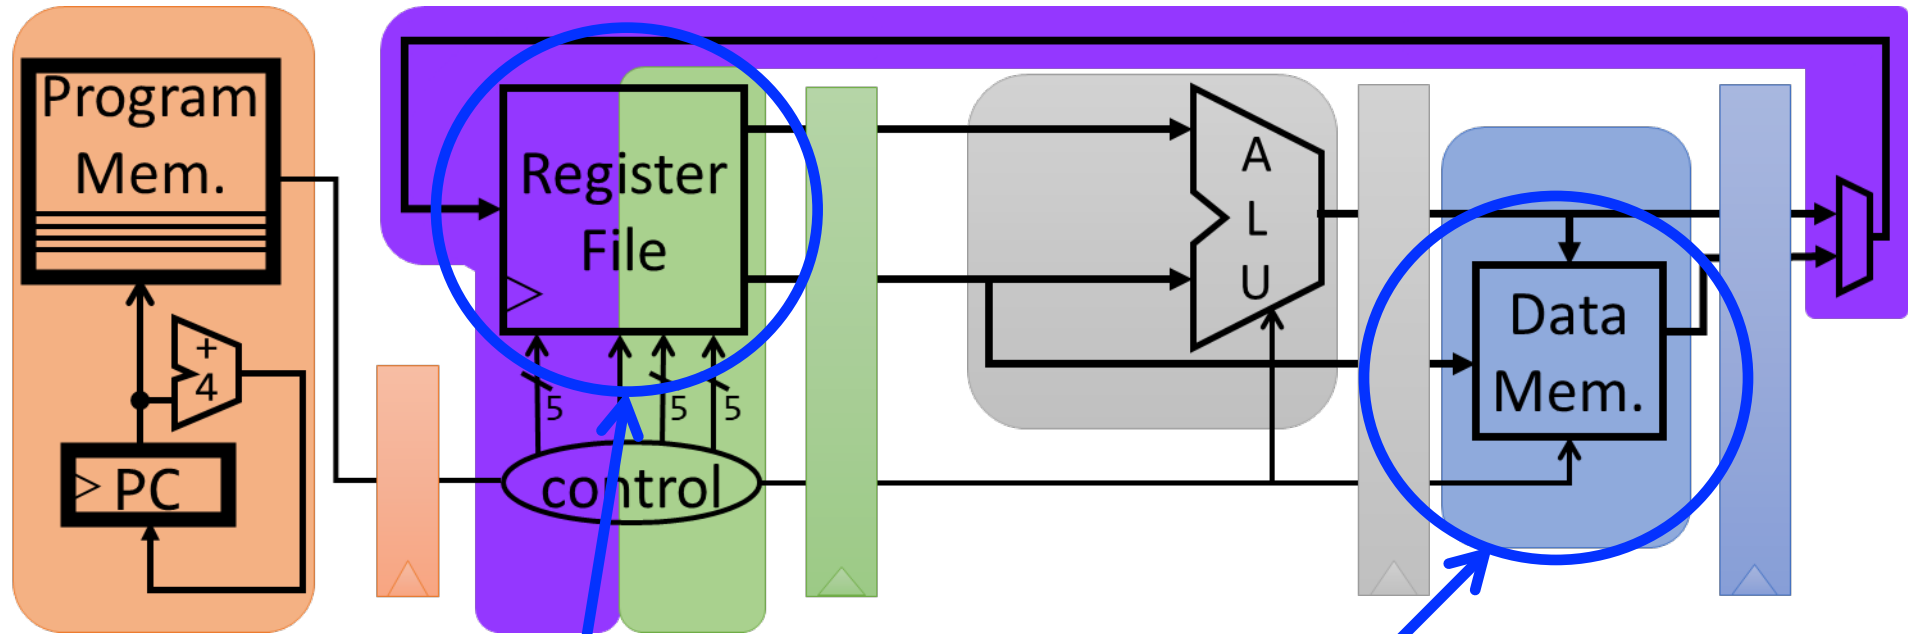 Program
Mem.
+
4
PC
Register
File
5
5
5
control
A
L
U
Data
Mem.